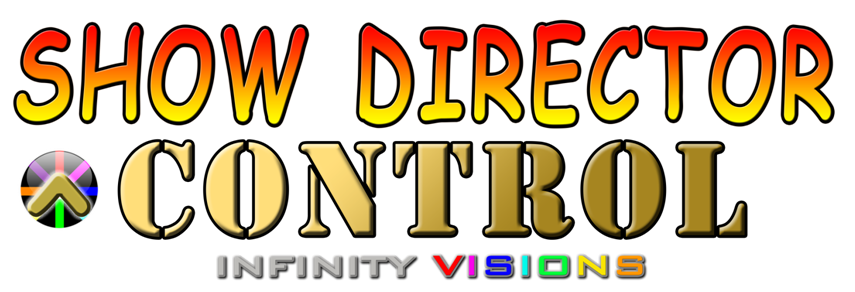 SHOW DIRECTOR
CONTROL
INFINITY VISIONS